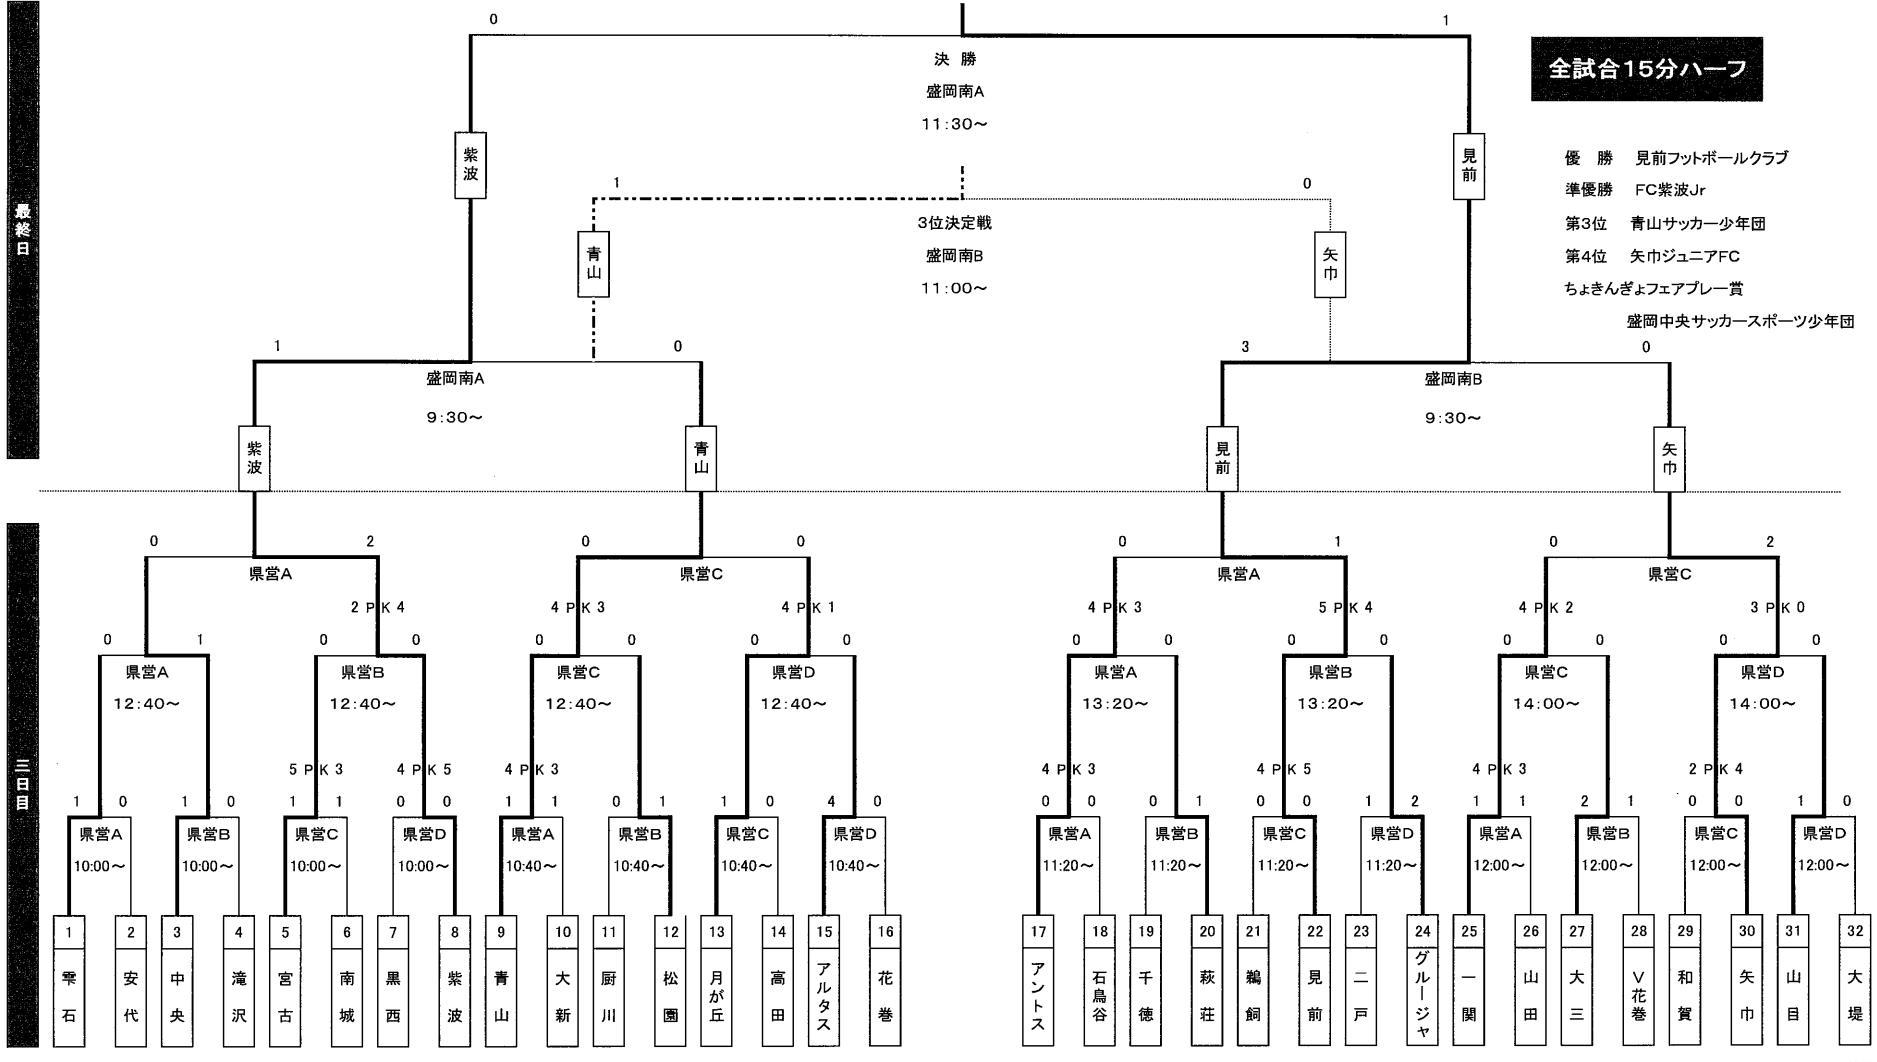 0 1
決 勝
盛岡南A
11:30～
全試合15分ハーフ
紫波
見前
優 勝 見前フットボールクラブ
準優勝 FC紫波Jr
第3位 青山サッカー少年団
第4位 矢巾ジュニアFC
ちょきんぎょフェアプレー賞
盛岡中央サッカースポーツ少年団
最終日
1 0
3位決定戦
盛岡南B
11:00～
青山
矢巾
1 0 3 0
盛岡南A 盛岡南B
9:30～ 9:30～
紫波 青山 見前 矢巾
三日目
0 2 0 0 0 1 0 2
県営A 県営C 県営A 県営C
2 PK 4 4 PK 3 4 PK 1 4 PK 3 5 PK 4 4 PK 2 3 PK 0
0 1 0 0 0 0 0 0 0 0 0 0 0 0 0 0
県営A 県営B 県営C 県営D 県営A 県営B 県営C 県営D
12:40～ 12:40～ 12:40～ 12:40～ 13:20～ 13:20～ 14:00～ 14:00～
5 PK 3 4 PK 5 4 PK 3 4 PK 3 4 PK 5 4 PK 3 2 PK 4
1 0 1 0 1 1 0 0 1 1 0 1 1 0 4 0 0 0 0 1 0 0 1 2 1 1 2 1 0 0 1 0
県営A 県営B 県営C 県営D 県営A 県営B 県営C 県営D 県営A 県営B 県営C 県営D 県営A 県営B 県営C 県営D
10:00～ 10:00～ 10:00～ 10:00～ 10:40～ 10:40～ 10:40～ 10:40～ 11:20～ 11:20～ 11:20～ 11:20～ 12:00～ 12:00～ 12:00～ 12:00～
1 2 3 4 5 6 7 8 9 10 11 12 13 14 15 16 17 18 19 20 21 22 23 24 25 26 27 28 29 30 31 32
雫石 安代 中央 滝沢 宮古 南城 黒西 紫波 青山 大新 厨川 松園 月が丘 高田 アルタス 花巻 アントス 石鳥谷 千徳 萩荘 鵜飼 見前 二戸 グルージャ 一関 山田 大三 V花巻 和賀 矢巾 山目 大堤